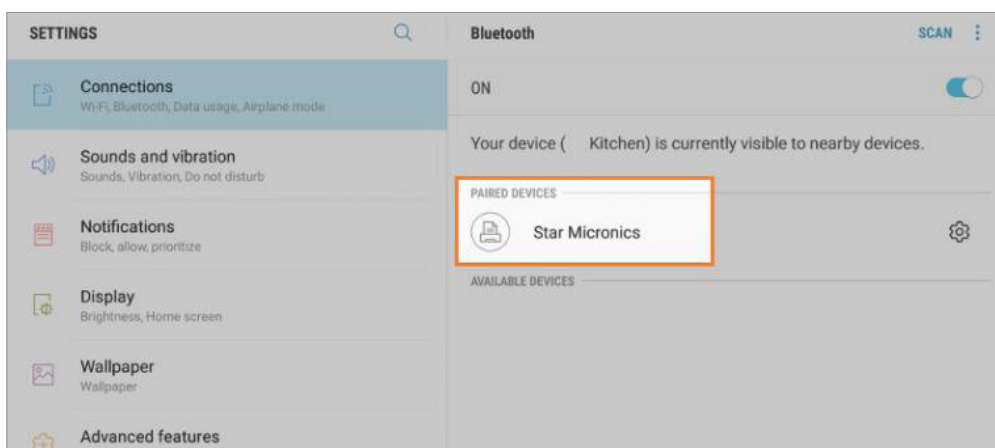 SETTINGS
Connections
Wi-Fi, Bluetooth, Data usage, Airplane mode
Sounds and vibration
Sounds, Vibration, Do not disturb
Notifications
Block, allow, prioritize
Display
Brightness, Home screen
Wallpaper
Wallpaper
Advanced features
Bluetooth SCAN
ON
Your device ( Kitchen) is currently visible to nearby devices.
PAIRED DEVICES
Star Micronics
AVAILABLE DEVICES